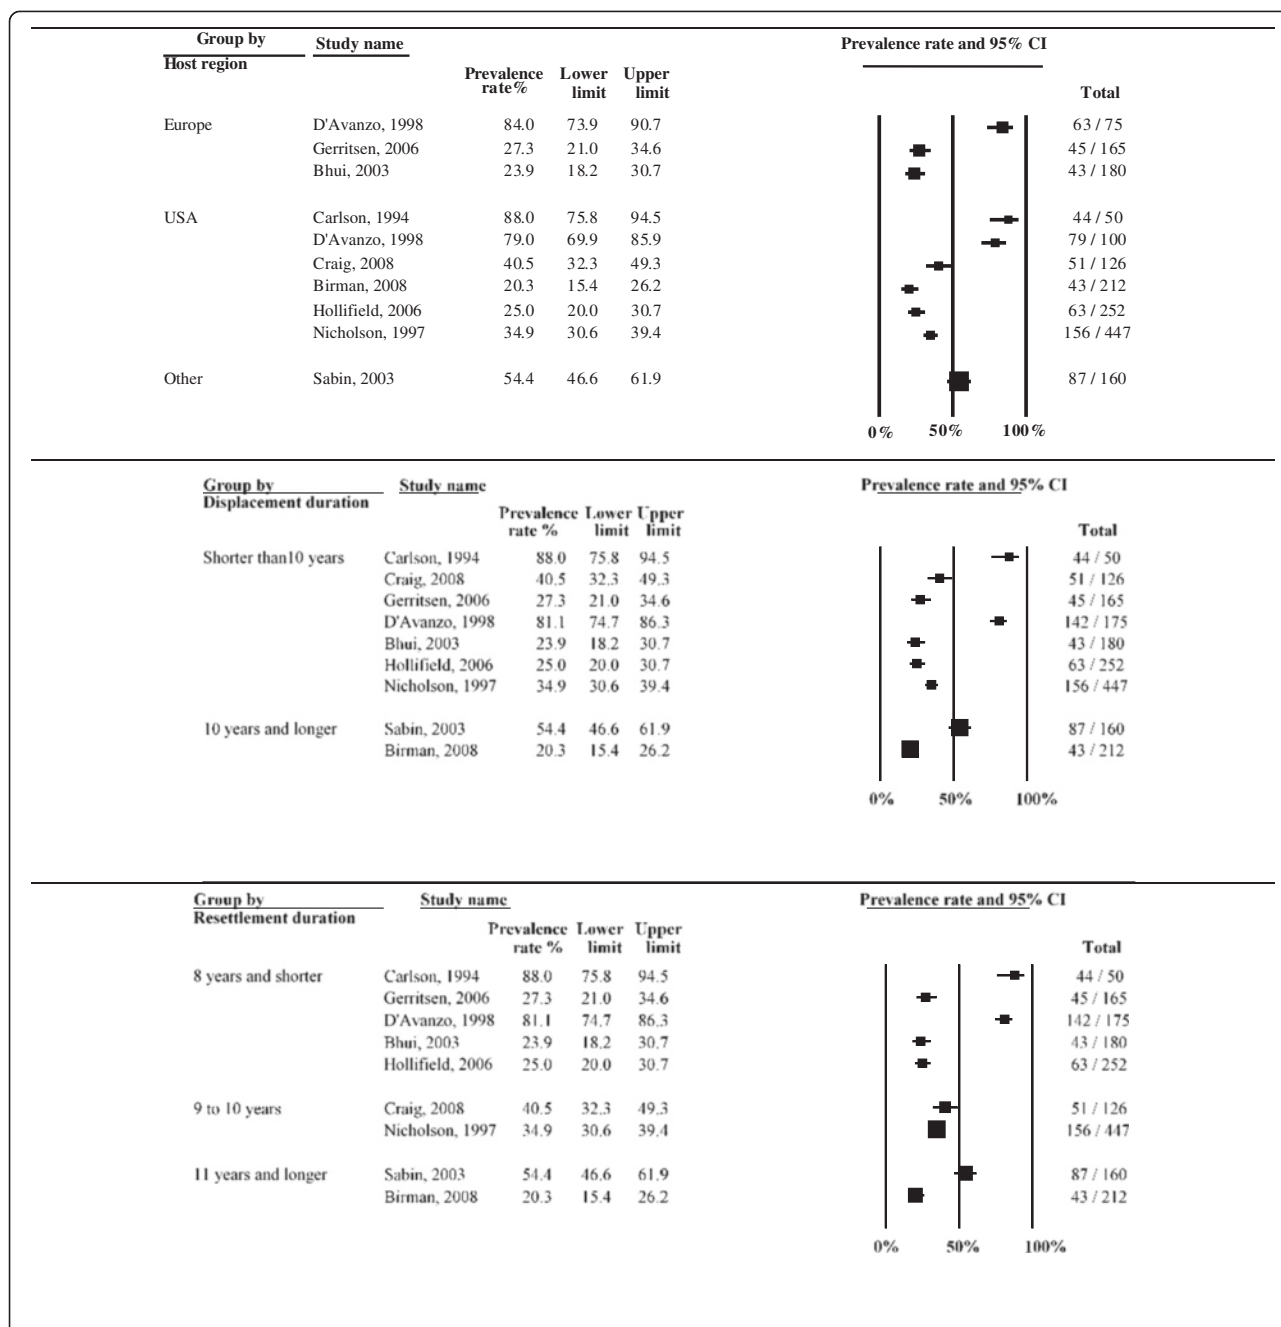 Group by Study name Prevalence rate and 95% CI
Host region
Prevalence Lower Upper
rate% limit limit Total
Europe D'Avanzo, 1998 84.0 73.9 90.7 63 / 75
Gerritsen, 2006 27.3 21.0 34.6 45 / 165
Bhui, 2003 23.9 18.2 30.7 43 / 180
USA Carlson, 1994 88.0 75.8 94.5 44 / 50
D'Avanzo, 1998 79.0 69.9 85.9 79 / 100
Craig, 2008 40.5 32.3 49.3 51 / 126
Birman, 2008 20.3 15.4 26.2 43 / 212
Hollifield, 2006 25.0 20.0 30.7 63 / 252
Nicholson, 1997 34.9 30.6 39.4 156 / 447
Other Sabin, 2003 54.4 46.6 61.9 87 / 160
0% 50% 100%
Group by Study name Prevalence rate and 95% CI
Displacement duration
Prevalence Lower Upper
rate % limit limit Total
Shorter than10 years Carlson, 1994 88.0 75.8 94.5 44 / 50
Craig, 2008 40.5 32.3 49.3 51 / 126
Gerritsen, 2006 27.3 21.0 34.6 45 / 165
D'Avanzo, 1998 81.1 74.7 86.3 142 / 175
Bhui, 2003 23.9 18.2 30.7 43 / 180
Hollifield, 2006 25.0 20.0 30.7 63 / 252
Nicholson, 1997 34.9 30.6 39.4 156 / 447
10 years and longer Sabin, 2003 54.4 46.6 61.9 87 / 160
Birman, 2008 20.3 15.4 26.2 43 / 212
0% 50% 100%
Group by Study name Prevalence rate and 95% CI
Resettlement duration
Prevalence Lower Upper
rate % limit limit Total
8 years and shorter Carlson, 1994 88.0 75.8 94.5 44 / 50
Gerritsen, 2006 27.3 21.0 34.6 45 / 165
D'Avanzo, 1998 81.1 74.7 86.3 142 / 175
Bhui, 2003 23.9 18.2 30.7 43 / 180
Hollifield, 2006 25.0 20.0 30.7 63 / 252
9 to 10 years Craig, 2008 40.5 32.3 49.3 51 / 126
Nicholson, 1997 34.9 30.6 39.4 156 / 447
11 years and longer Sabin, 2003 54.4 46.6 61.9 87 / 160
Birman, 2008 20.3 15.4 26.2 43 / 212
0% 50% 100%